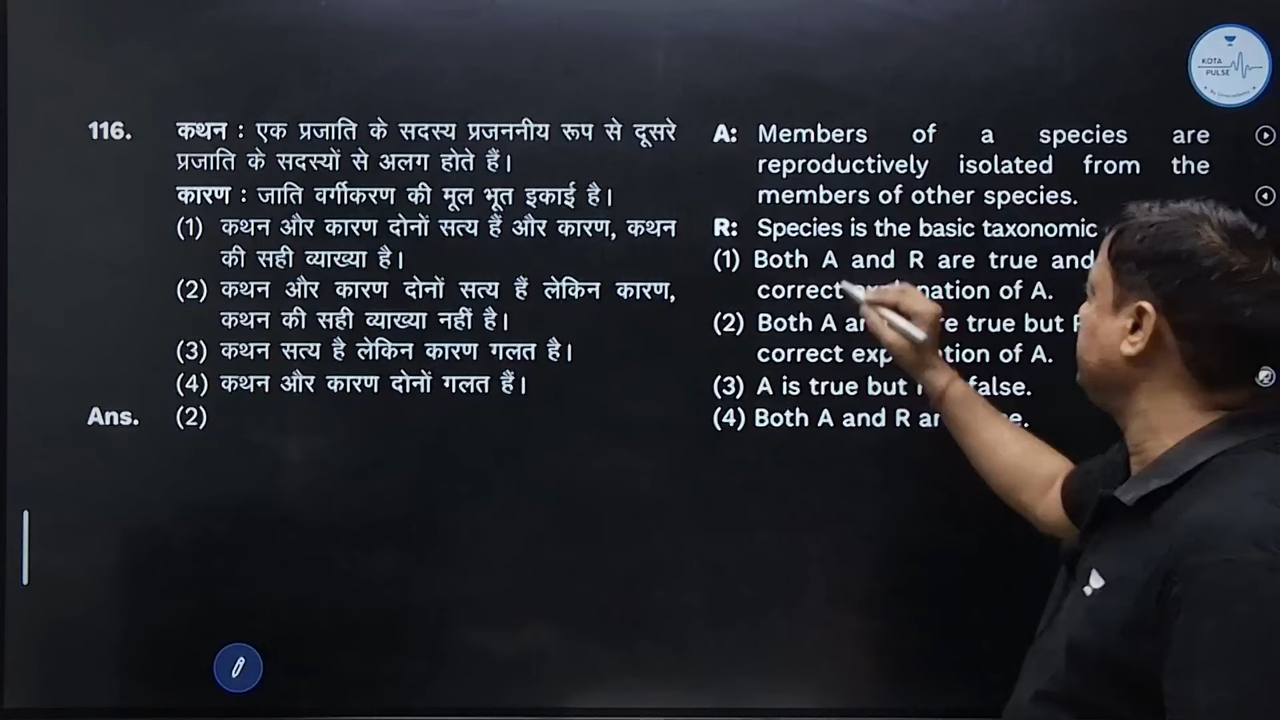 KOTA
PULSE
116. कथन : एक प्रजाति के सदस्य प्रजननीय रूप से दूसरे
प्रजाति के सदस्यों से अलग होते हैं।
कारण : जाति वर्गीकरण की मूल भूत इकाई है।
(1) कथन और कारण दोनों सत्य हैं और कारण, कथन
की सही व्याख्या है।
(2) कथन और कारण दोनों सत्य हैं लेकिन कारण,
कथन की सही व्याख्या नहीं है।
(3) कथन सत्य है लेकिन कारण गलत है।
(4) कथन और कारण दोनों गलत हैं।
Ans. (2)
A: Members of a species are
reproductively isolated from the
members of other species.
R: Species is the basic taxonomic
(1) Both A and R are true and
correct of A.
(2) Both A true but
correct of A.
(3) A is true but false.
(4) Both A and R